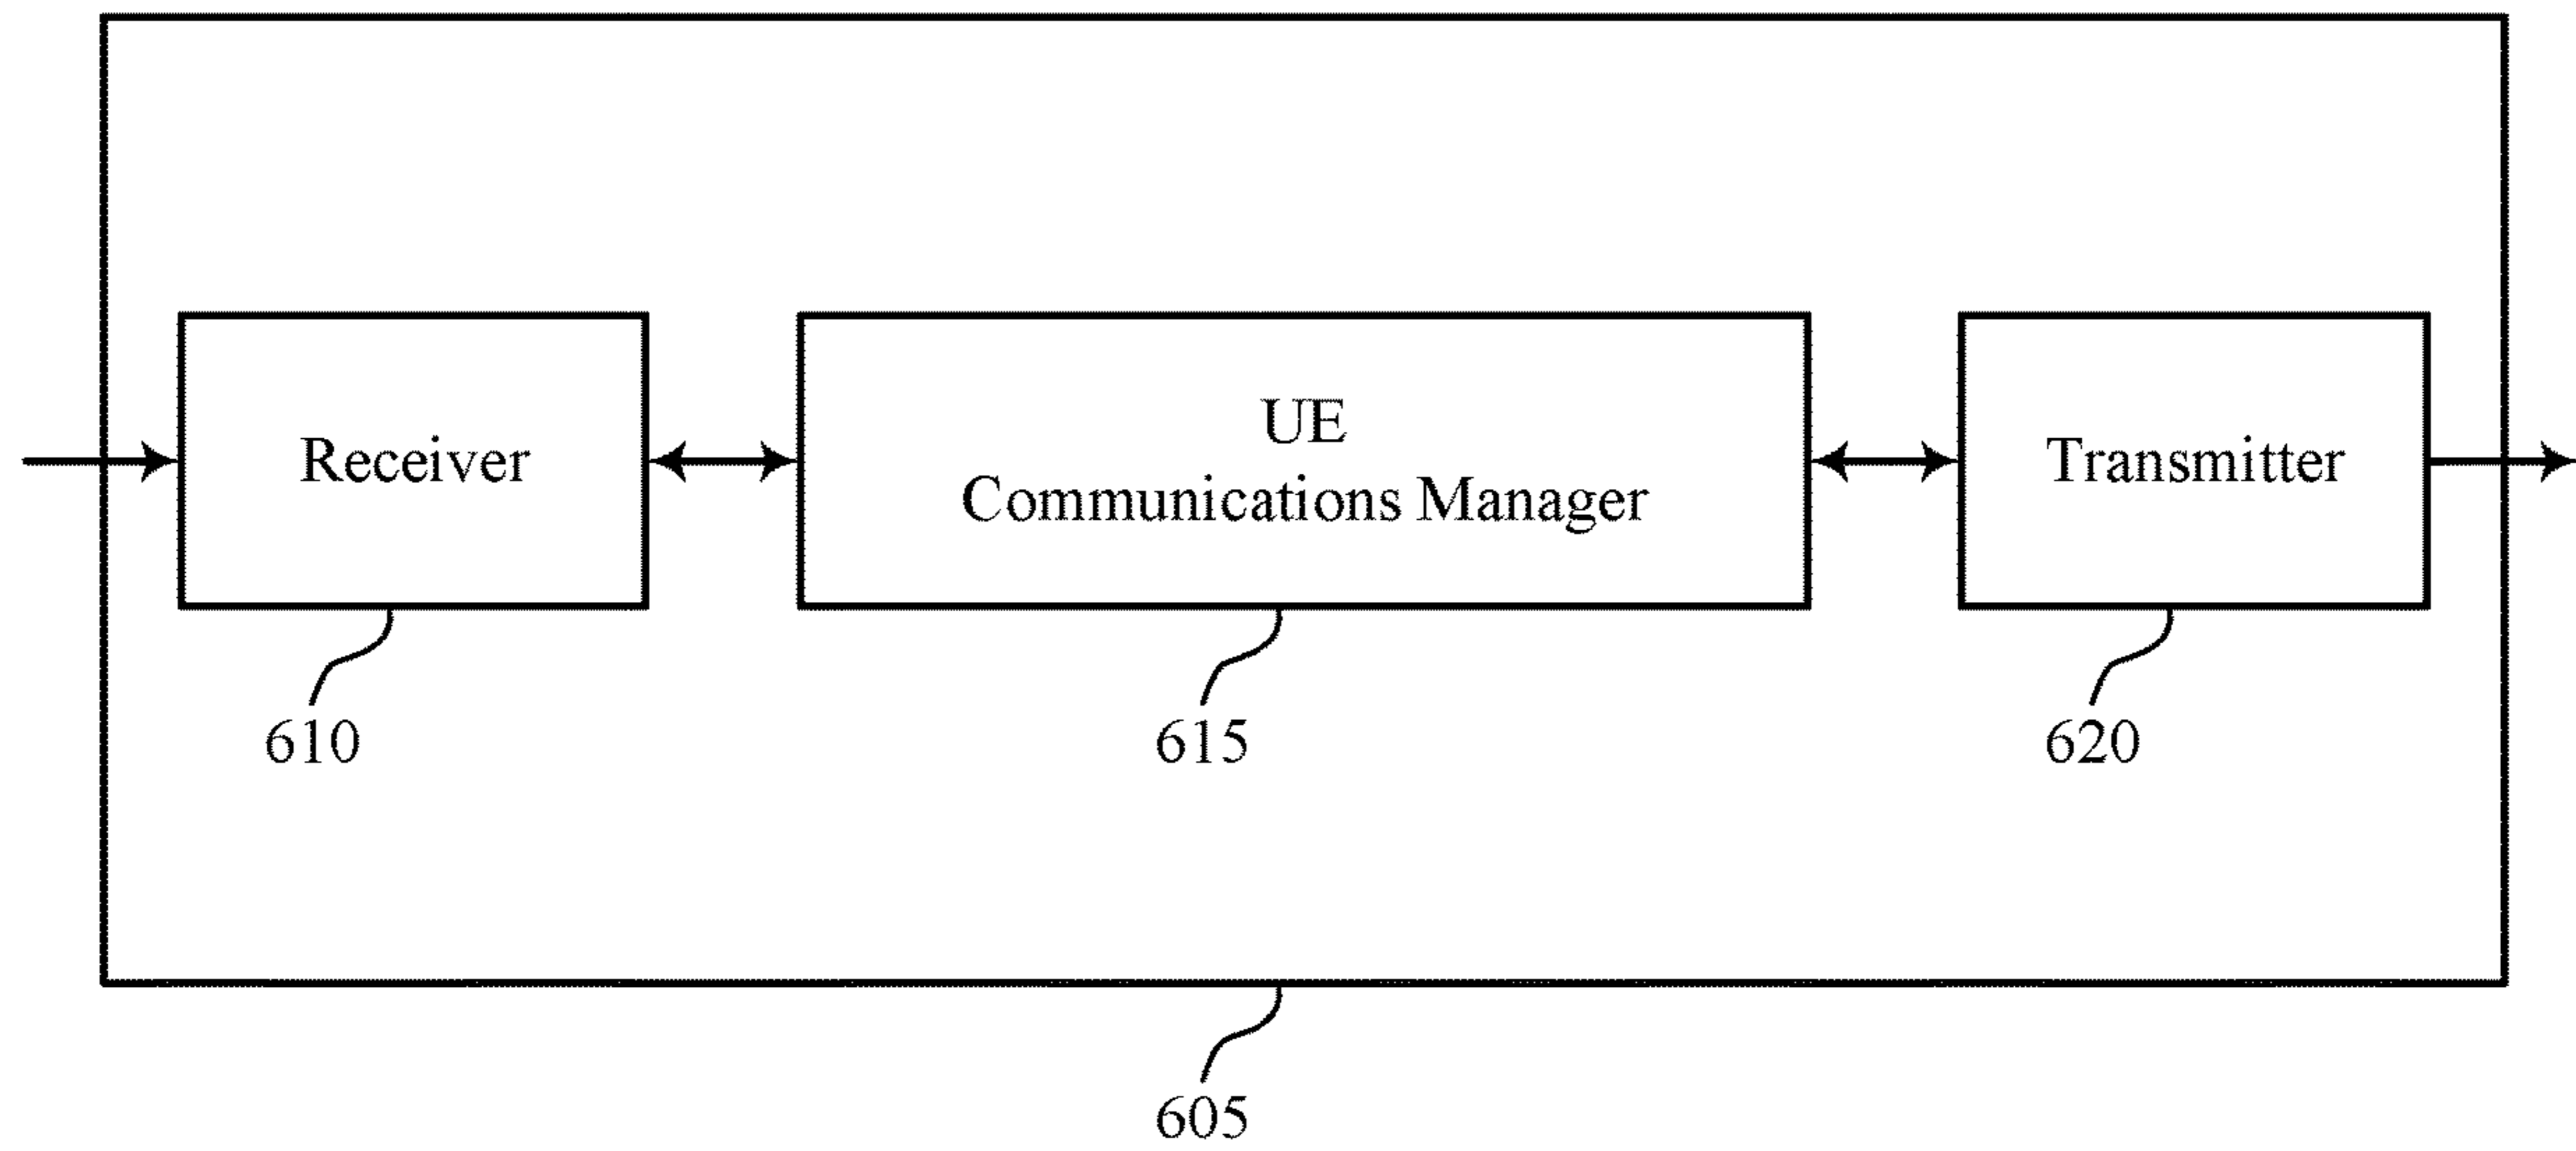 Receiver
UE
Communications Manager
Transmitter
610
615
620
605